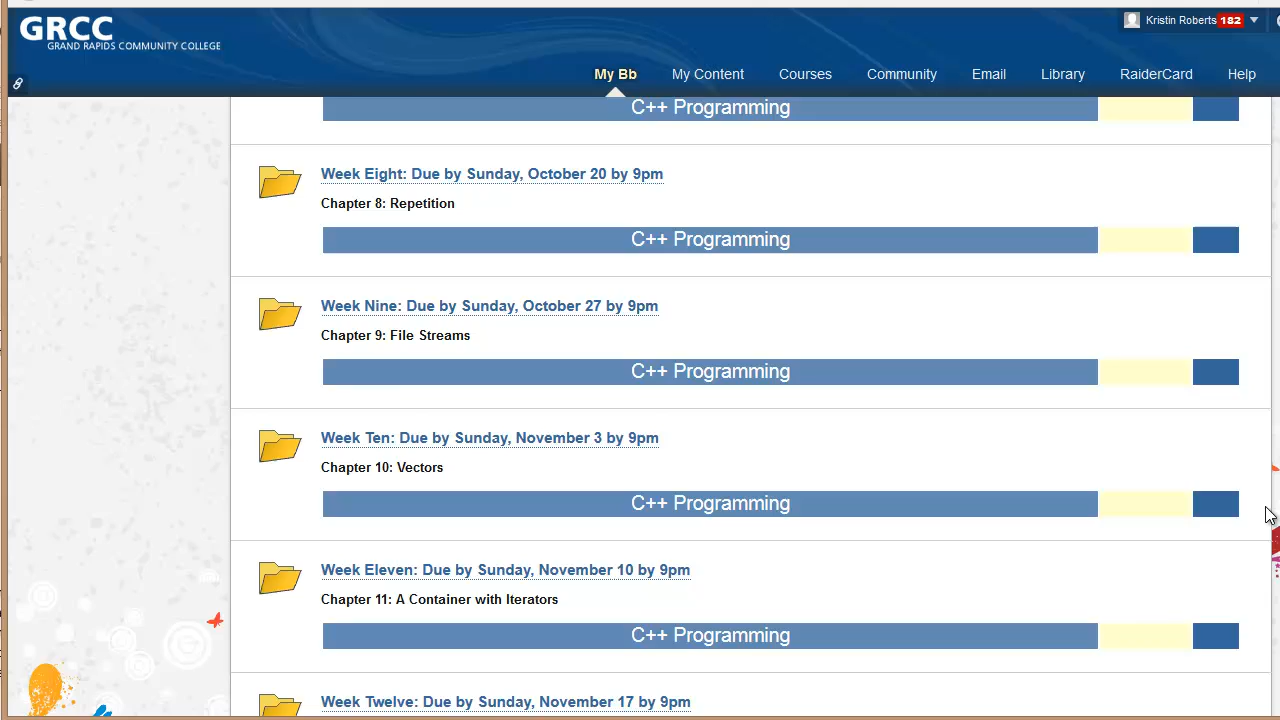 GRCC
GRAND RAPIDS COMMUNITY COLLEGE
Kristin Roberts 182
My Bb My Content Courses Community Email Library RaiderCard Help
C++ Programming
Week Eight: Due by Sunday, October 20 by 9pm
Chapter 8: Repetition
C++ Programming
Week Nine: Due by Sunday, October 27 by 9pm
Chapter 9: File Streams
C++ Programming
Week Ten: Due by Sunday, November 3 by 9pm
Chapter 10: Vectors
C++ Programming
Week Eleven: Due by Sunday, November 10 by 9pm
Chapter 11: A Container with Iterators
C++ Programming
Week Twelve: Due by Sunday, November 17 by 9pm